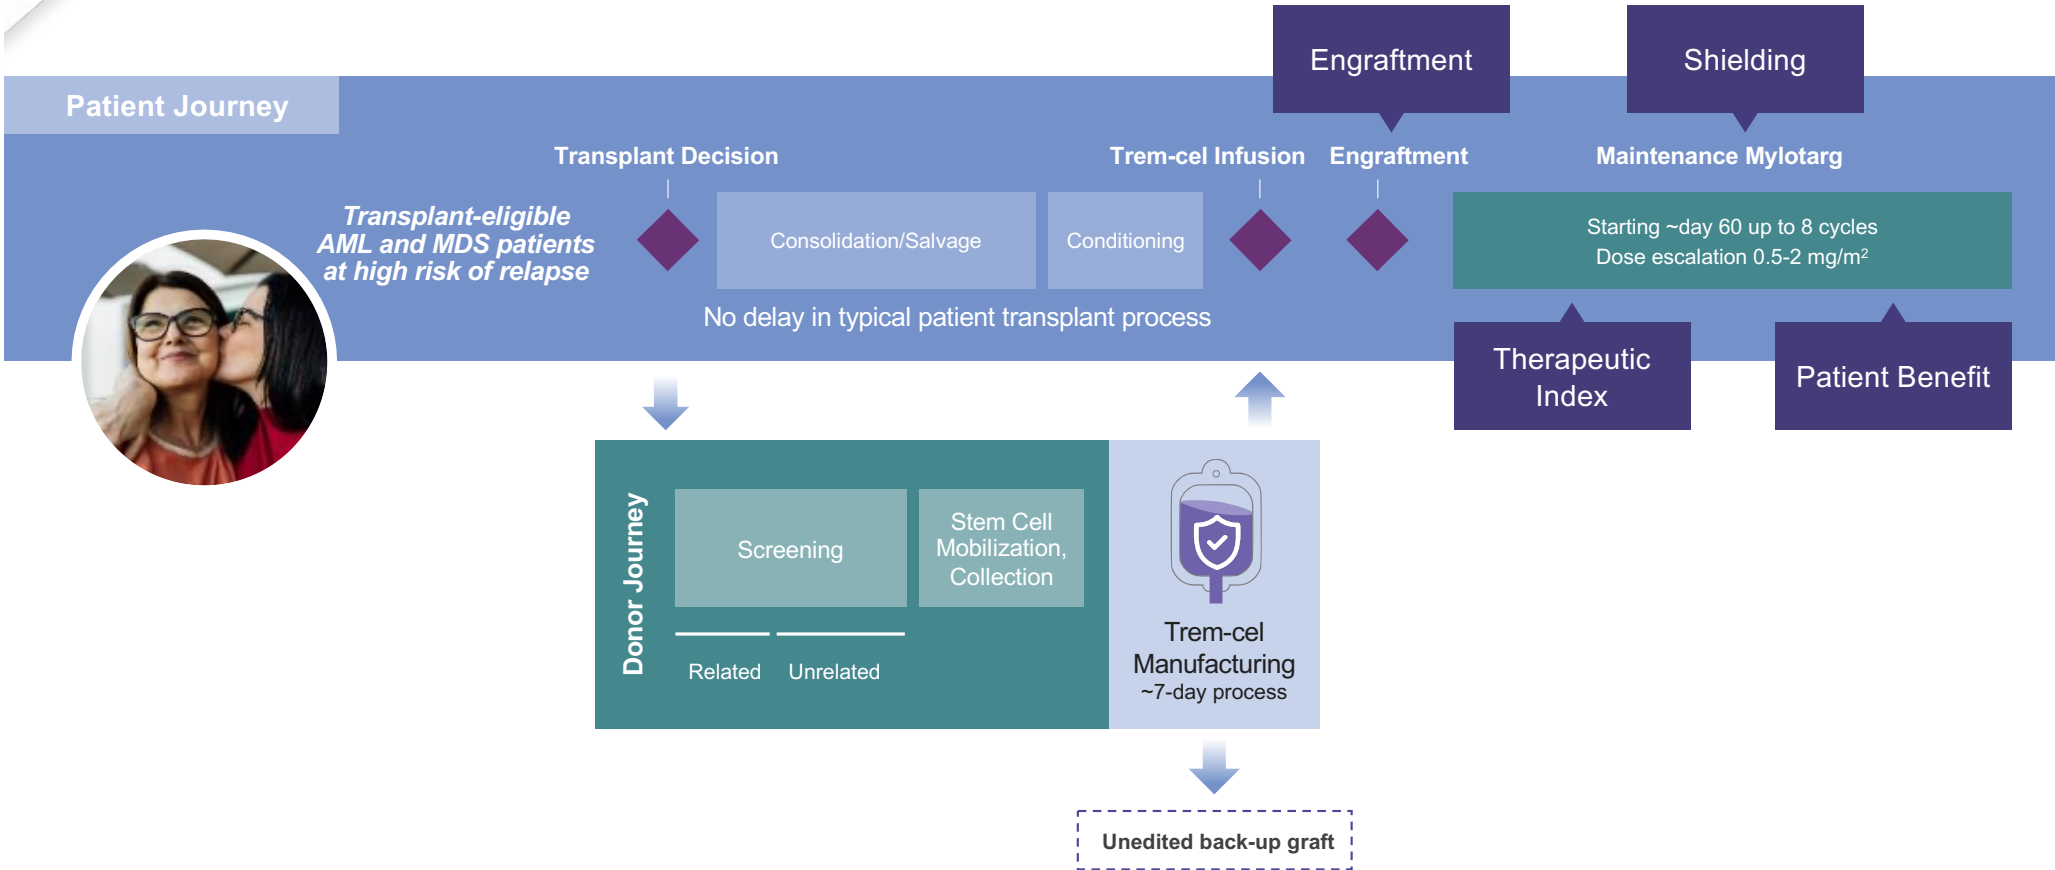 Engraftment
Shielding
Patient Journey
Transplant Decision
Trem-cel Infusion
Engraftment
Maintenance Mylotarg
Transplant-eligible
AML and MDS patients
at high risk of relapse
Consolidation/Salvage
Conditioning
Starting ~day 60 up to 8 cycles
Dose escalation 0.5-2 mg/m²
No delay in typical patient transplant process
Therapeutic
Index
Patient Benefit
Donor Journey
Screening
Stem Cell
Mobilization,
Collection
Related
Unrelated
Trem-cel
Manufacturing
~7-day process
Unedited back-up graft